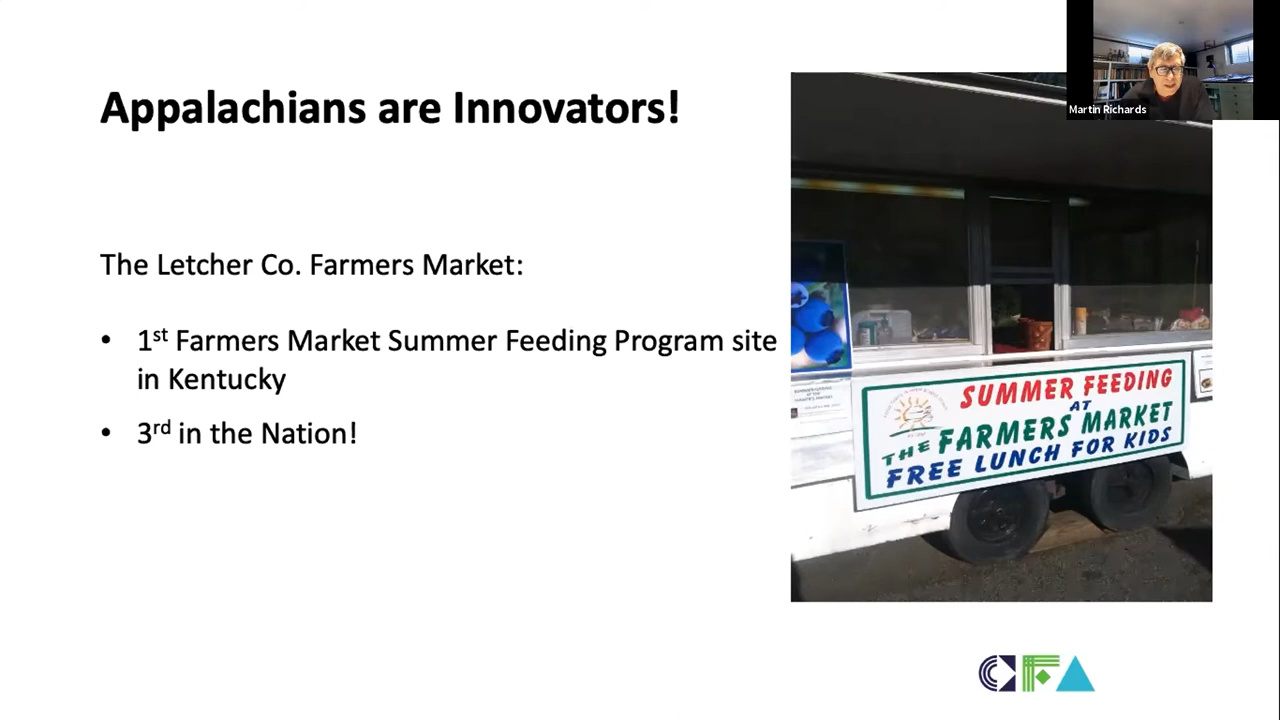 Martin Richards
Appalachians are Innovators!
The Letcher Co. Farmers Market:
• 1st Farmers Market Summer Feeding Program site
in Kentucky
• 3rd in the Nation!
SUMMER FEEDING
AT
THE FARMERS MARKET
FREE LUNCH FOR KIDS
CFA